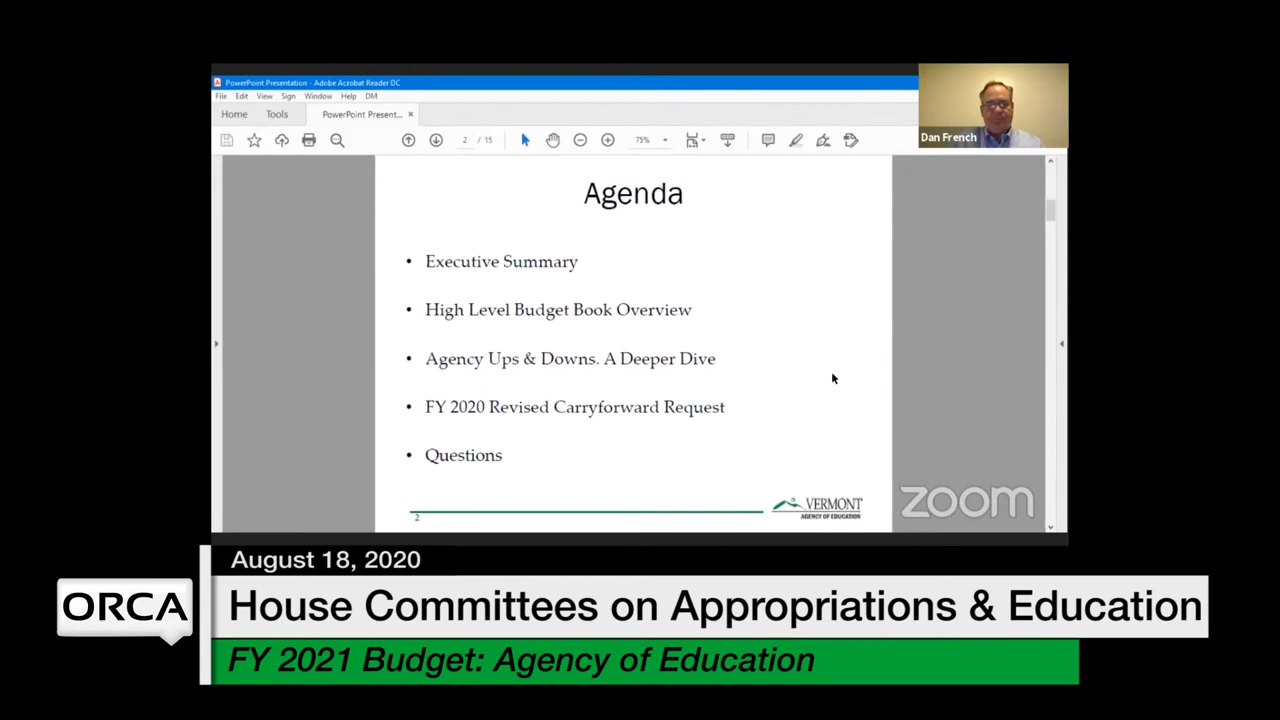 PowerPoint Presentation - Adobe Acrobat Reader DC
File Edit View Sign Window Help DM
Home Tools PowerPoint Present... ×
2 / 15 75%
Dan French
Agenda
• Executive Summary
• High Level Budget Book Overview
• Agency Ups & Downs. A Deeper Dive
• FY 2020 Revised Carryforward Request
• Questions
2
VERMONT
AGENCY OF EDUCATION
zoom
August 18, 2020
ORCA
House Committees on Appropriations & Education
FY 2021 Budget: Agency of Education